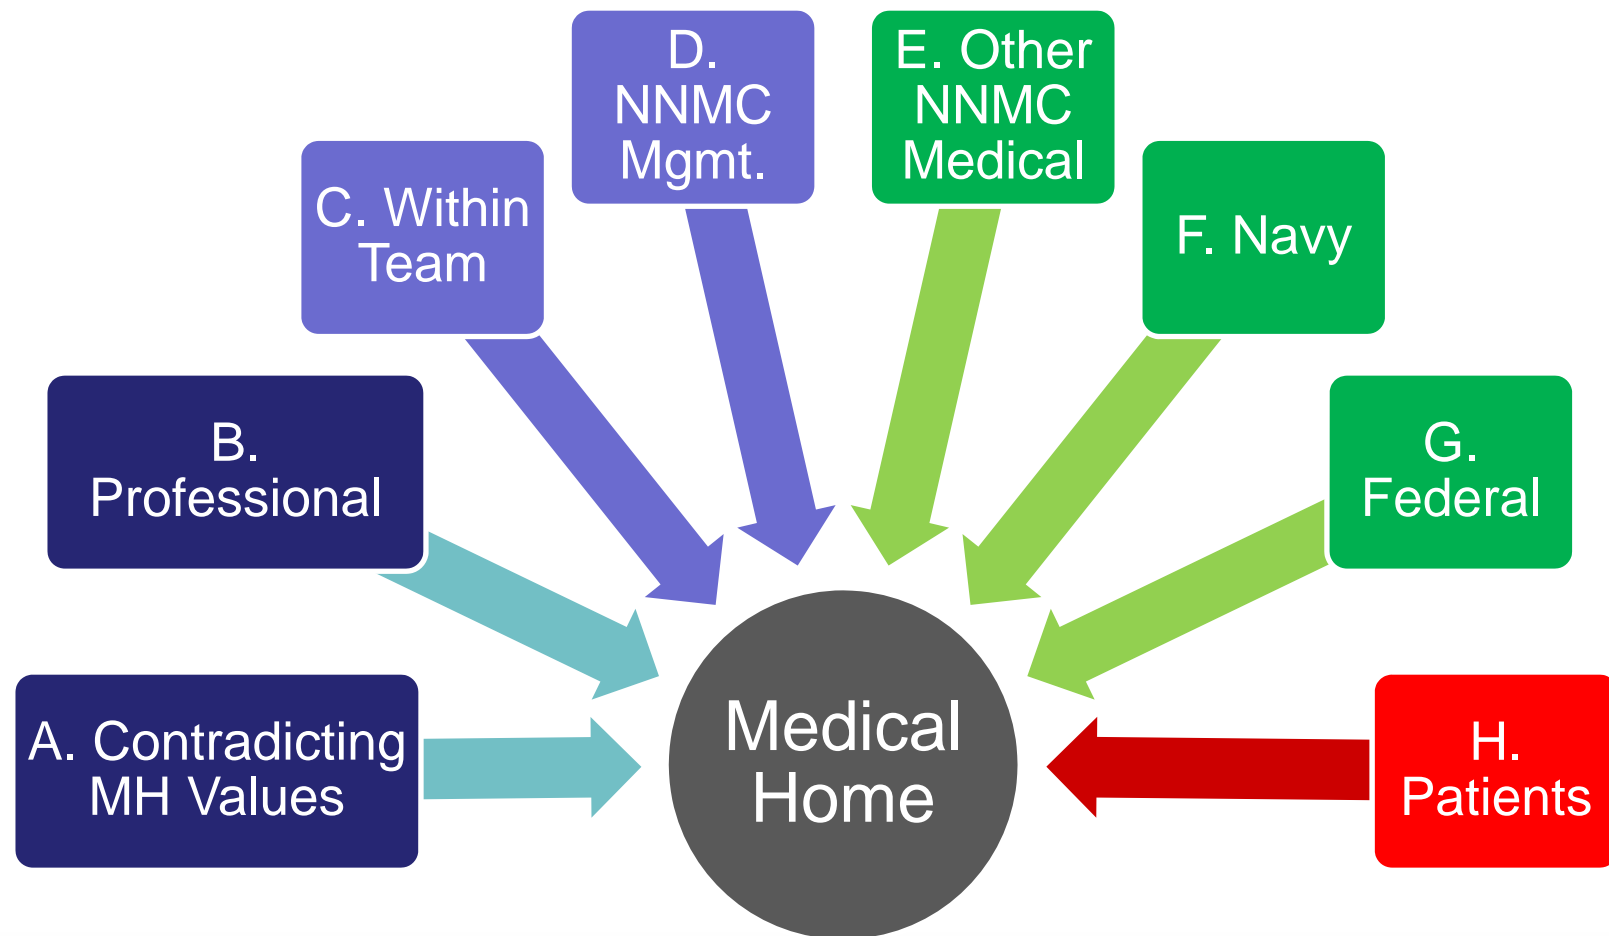 A. Contradicting
MH Values
B.
Professional
C. Within
Team
D.
NNMC
Mgmt.
E. Other
NNMC
Medical
F. Navy
G.
Federal
H.
Patients
Medical
Home